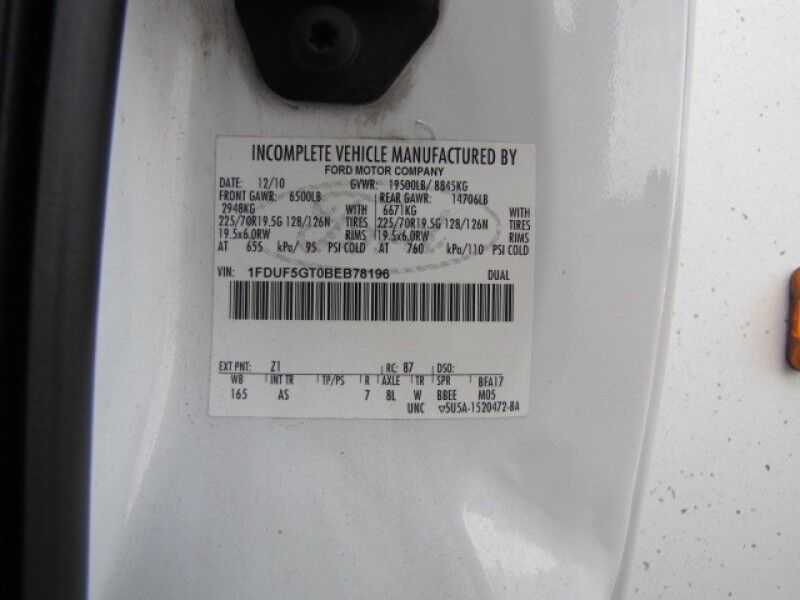 INCOMPLETE VEHICLE MANUFACTURED BY
FORD MOTOR COMPANY
DATE: 12/10 GVWR: 19500LB/ 8845KG
FRONT GAWR: 6500LB REAR GAWR: 14706LB
2948KG WITH 6671KG WITH
225/70R19.5G 128/126N TIRES 225/70R19.5G 128/126N TIRES
19.5x6.0RW RIMS 19.5x6.0RW RIMS
AT 655 kPa/ 95 PSI COLD AT 760 kPa/110 PSI COLD
VIN: 1FDUF5GT0BEB78196 DUAL
EXT PNT: Z1 RC: 87 DSO:
WB INT TR TP/PS R AXLE TR SPR BFA17
165 AS 7 8L W BBEE M05
UNC 5U5A-1520472-BA